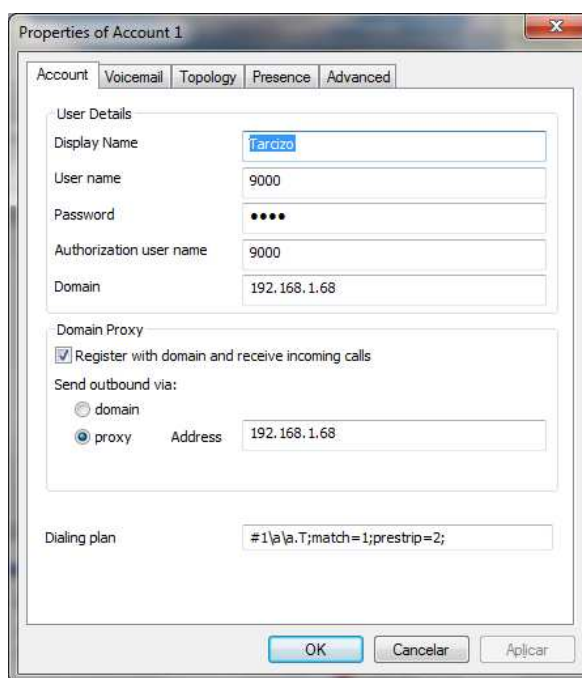 Properties of Account 1
Account Voicemail Topology Presence Advanced
User Details
Display Name Tarcizo
User name 9000
Password ●●●●
Authorization user name 9000
Domain 192.168.1.68
Domain Proxy
Register with domain and receive incoming calls
Send outbound via:
domain
proxy Address 192.168.1.68
Dialing plan #1\a\a.T;match=1;prestrip=2;
OK Cancelar Aplicar